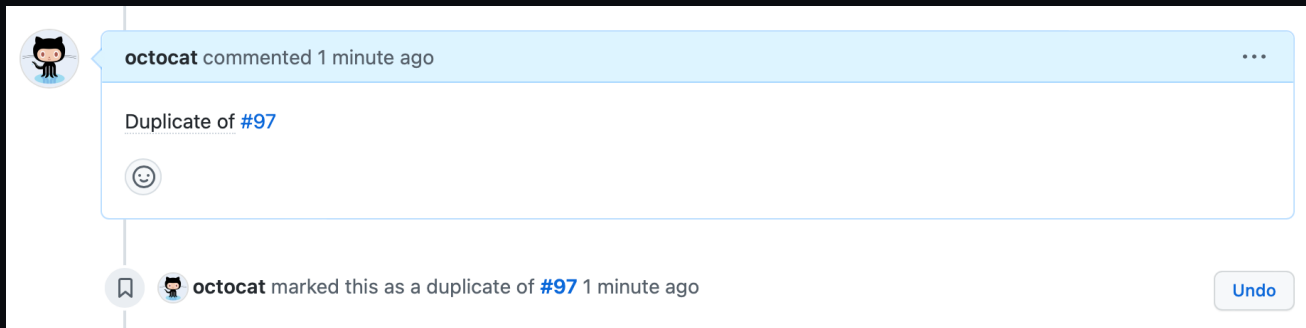 octocat commented 1 minute ago
Duplicate of #97
octocat marked this as a duplicate of #97 1 minute ago
Undo